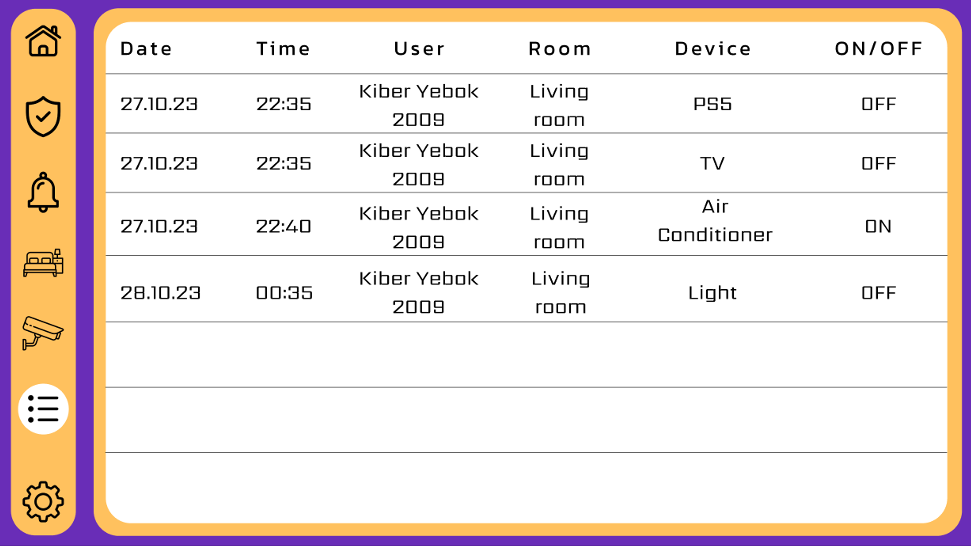 Date Time User Room Device ON/OFF
27.10.23 22:35 Kiber Yebok 2009 Living room PS5 OFF
27.10.23 22:35 Kiber Yebok 2009 Living room TV OFF
27.10.23 22:40 Kiber Yebok 2009 Living room Air Conditioner ON
28.10.23 00:35 Kiber Yebok 2009 Living room Light OFF